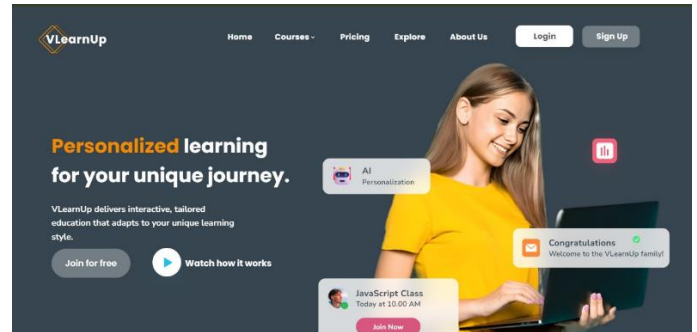 VLearnUp
Home
Courses
Pricing
Explore
About Us
Login
Sign Up
Personalized learning
for your unique journey.
VLearnUp delivers interactive, tailored
education that adapts to your unique learning
style.
Join for free
Watch how it works
AI
Personalization
Congratulations
Welcome to the VLearnUp family!
JavaScript Class
Today at 10.00 AM
Join Now